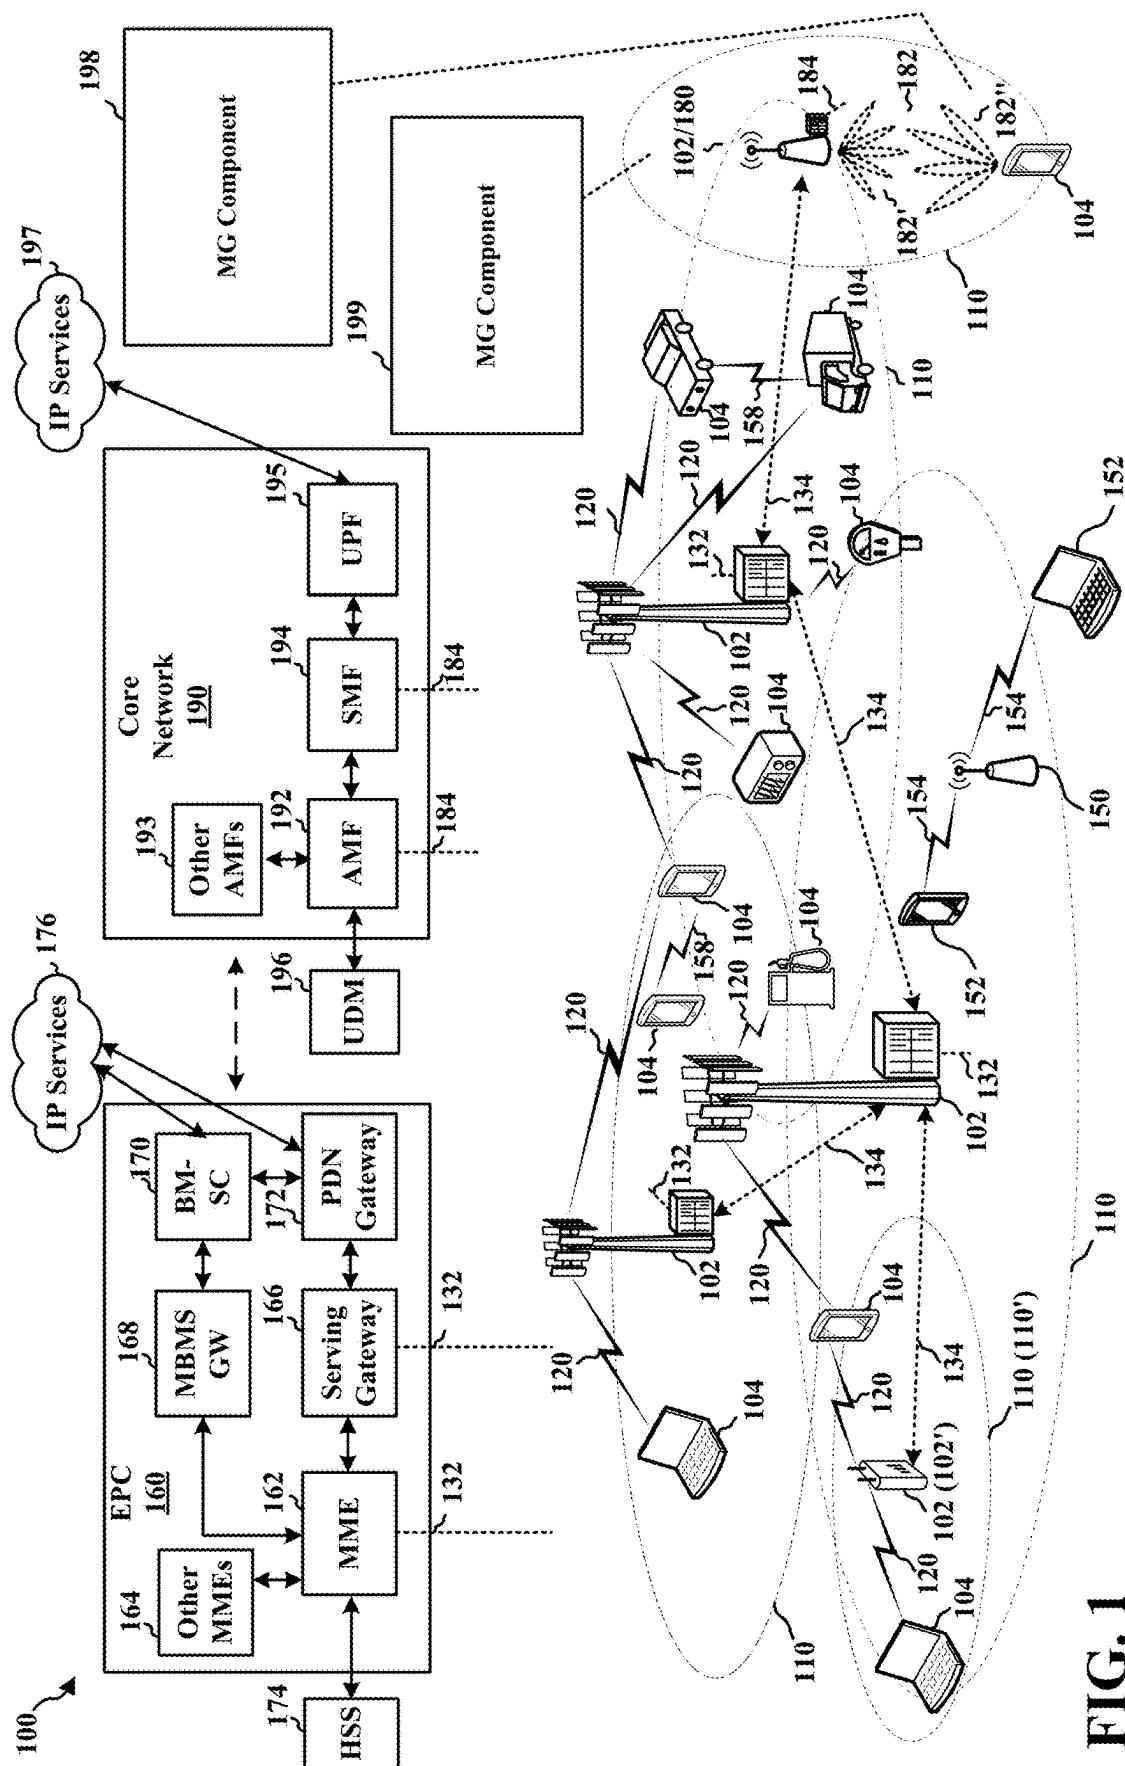 100
174
HSS
164
Other
MMEs
EPC
160
162
MME
132
168
MBMS
GW
166
Serving
Gateway
132
170
BM-
SC
172
PDN
Gateway
IP Services
176
196
UDM
193
Other
AMFs
192
AMF
184
Core
Network
190
194
SMF
184
195
UPF
IP Services
197
198
MG Component
199
MG Component
120
104
110
132
102
134
120
120
104
158
104
120
104
102
132
120
104
120
104
102 (102')
120
104
134
110 (110')
110
120
120
104
120
102
132
134
120
104
134
120
104
120
158
104
110
102/180
184
182
182'
182"
104
110
152
154
150
154
152
FIG. 1